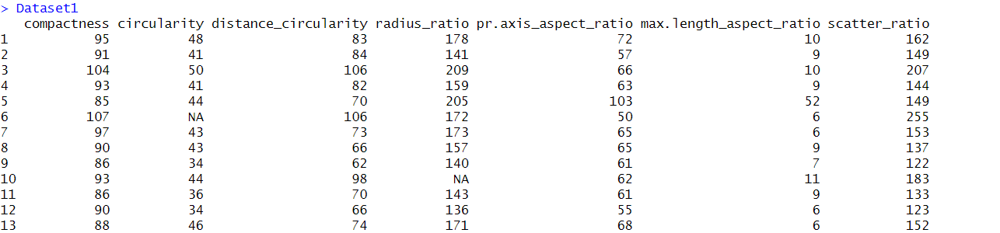 > Dataset1
compactness circularity distance_circularity radius_ratio pr.axis_aspect_ratio max.length_aspect_ratio scatter_ratio
1 95 48 83 178 72 10 162
2 91 41 84 141 57 9 149
3 104 50 106 209 66 10 207
4 93 41 82 159 63 9 144
5 85 44 70 205 103 52 149
6 107 NA 106 172 50 6 255
7 97 43 73 173 65 6 153
8 90 43 66 157 65 9 137
9 86 34 62 140 61 7 122
10 93 44 98 NA 62 11 183
11 86 36 70 143 61 9 133
12 90 34 66 136 55 6 123
13 88 46 74 171 68 6 152